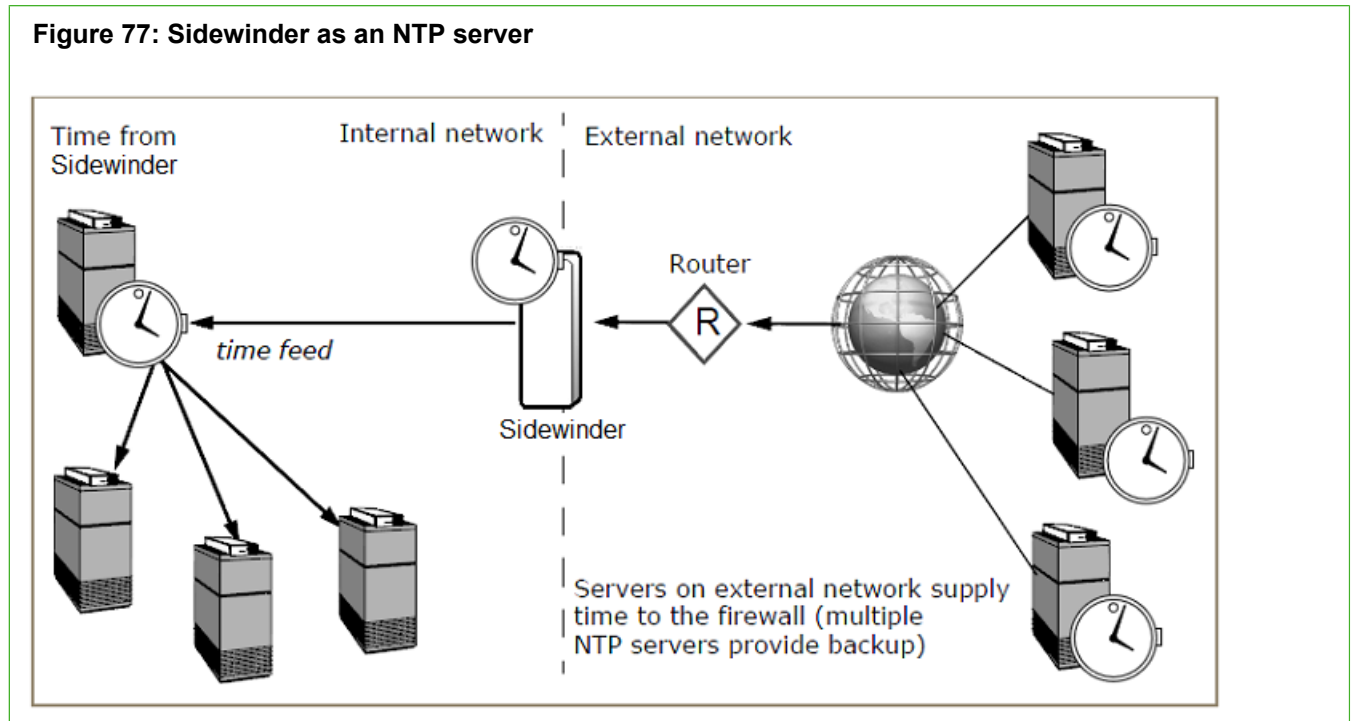 Figure 77: Sidewinder as an NTP server
Time from
Sidewinder
Internal network
External network
Router
R
time feed
Sidewinder
Servers on external network supply
time to the firewall (multiple
NTP servers provide backup)